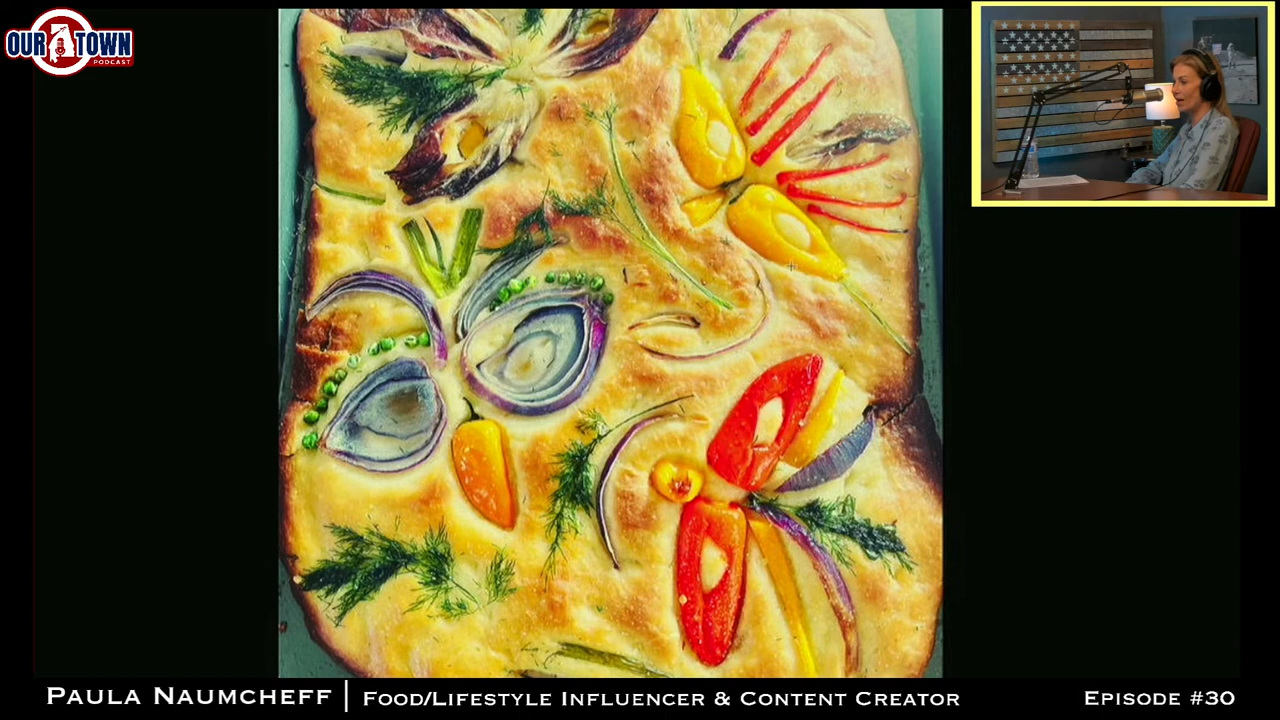 OUR TOWN
PODCAST
PAULA NAUMCHEFF | FOOD/LIFESTYLE INFLUENCER & CONTENT CREATOR
EPISODE #30